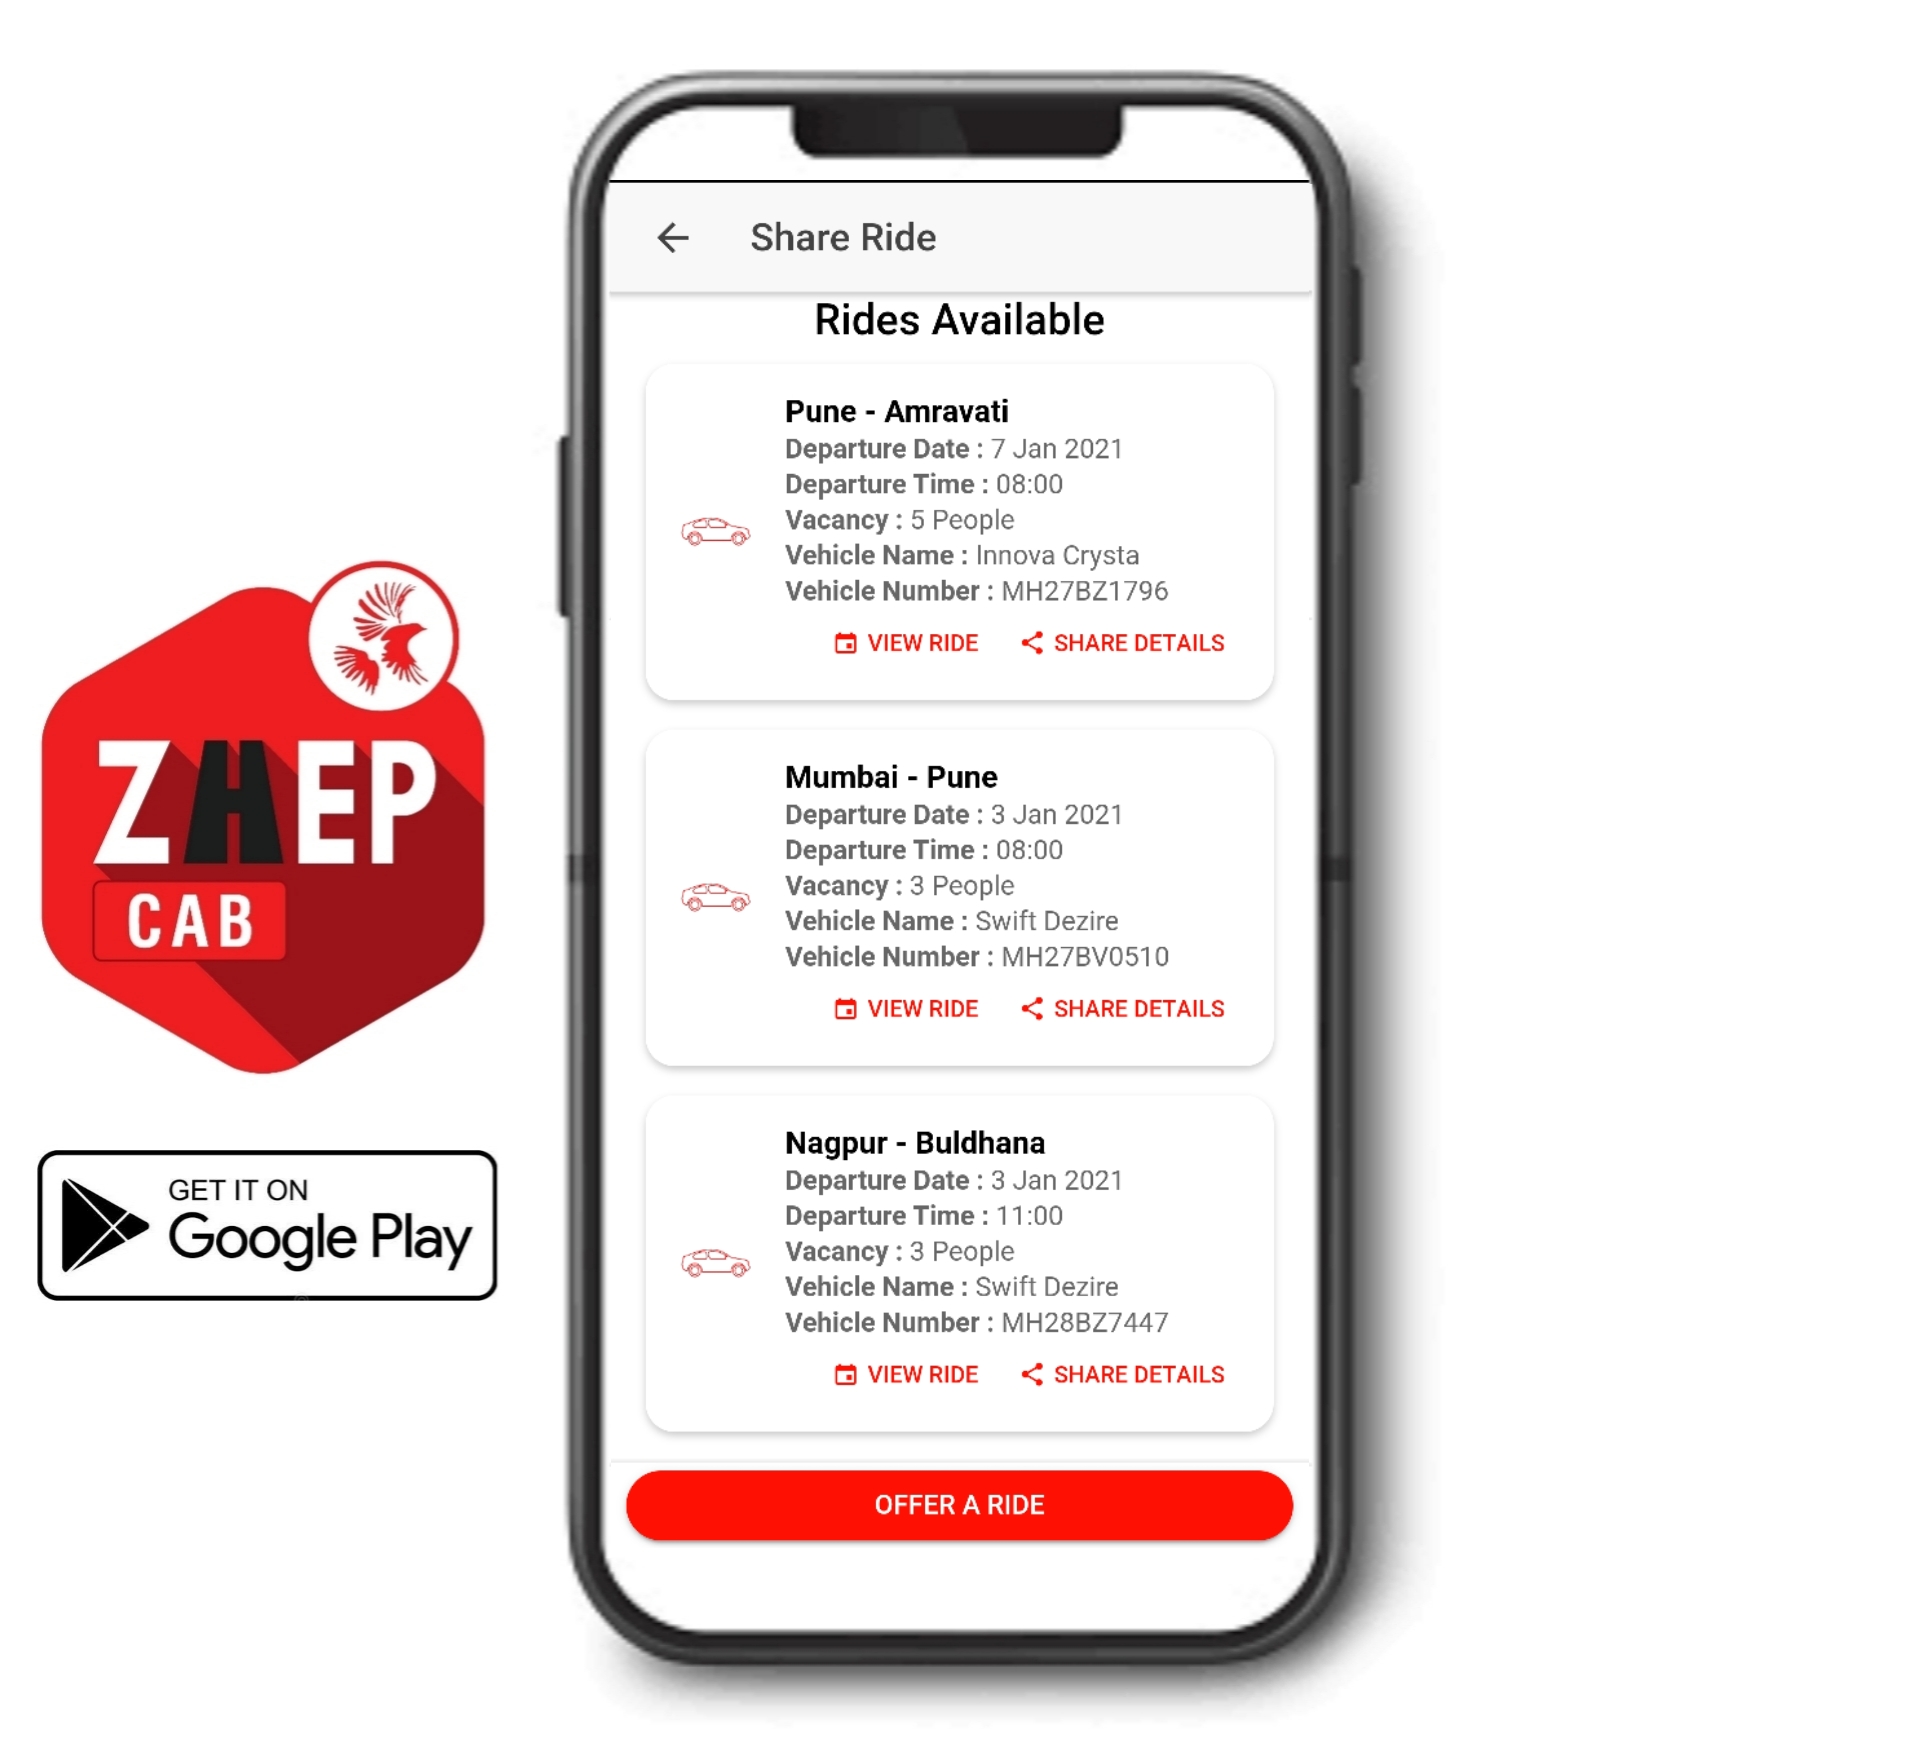 Share Ride
Rides Available
Pune - Amravati
Departure Date : 7 Jan 2021
Departure Time : 08:00
Vacancy : 5 People
Vehicle Name : Innova Crysta
Vehicle Number : MH27BZ1796
VIEW RIDE SHARE DETAILS
Mumbai - Pune
Departure Date : 3 Jan 2021
Departure Time : 08:00
Vacancy : 3 People
Vehicle Name : Swift Dezire
Vehicle Number : MH27BV0510
VIEW RIDE SHARE DETAILS
Nagpur - Buldhana
Departure Date : 3 Jan 2021
Departure Time : 11:00
Vacancy : 3 People
Vehicle Name : Swift Dezire
Vehicle Number : MH28BZ7447
VIEW RIDE SHARE DETAILS
OFFER A RIDE
ZHEP
CAB
GET IT ON
Google Play